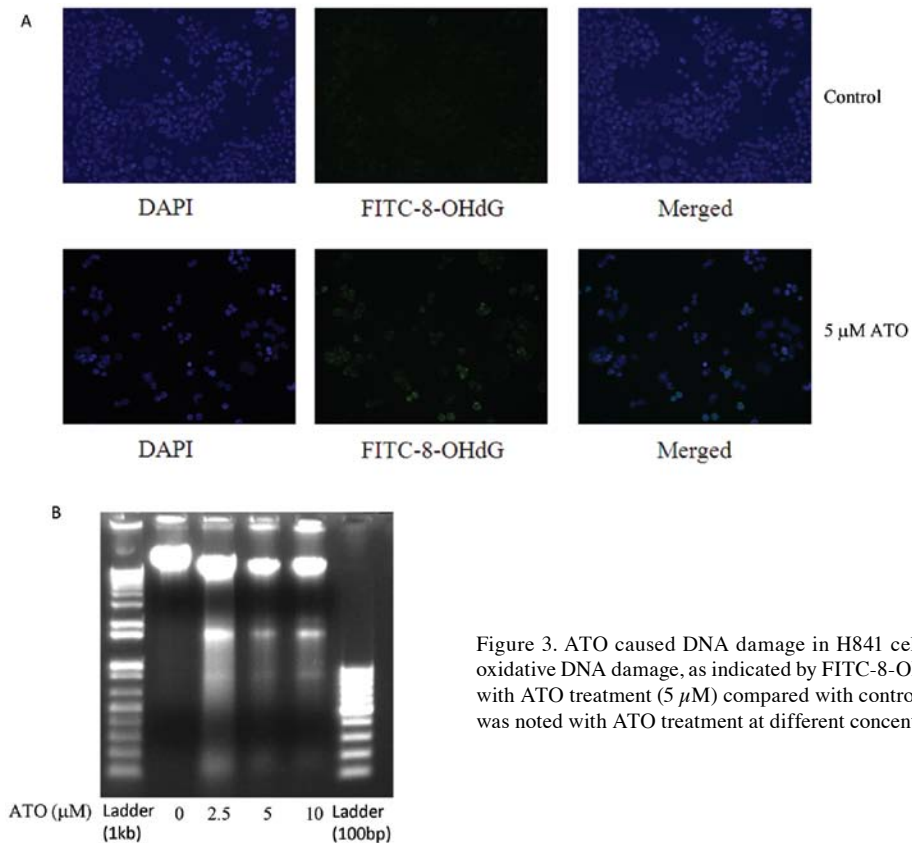 A
Control
DAPI FITC-8-OHdG Merged
5 µM ATO
DAPI FITC-8-OHdG Merged
B
Figure 3. ATO caused DNA damage in H841 cel
oxidative DNA damage, as indicated by FITC-8-O
with ATO treatment (5 µM) compared with control
was noted with ATO treatment at different concent
ATO (µM) Ladder 0 2.5 5 10 Ladder
(1kb) (100bp)